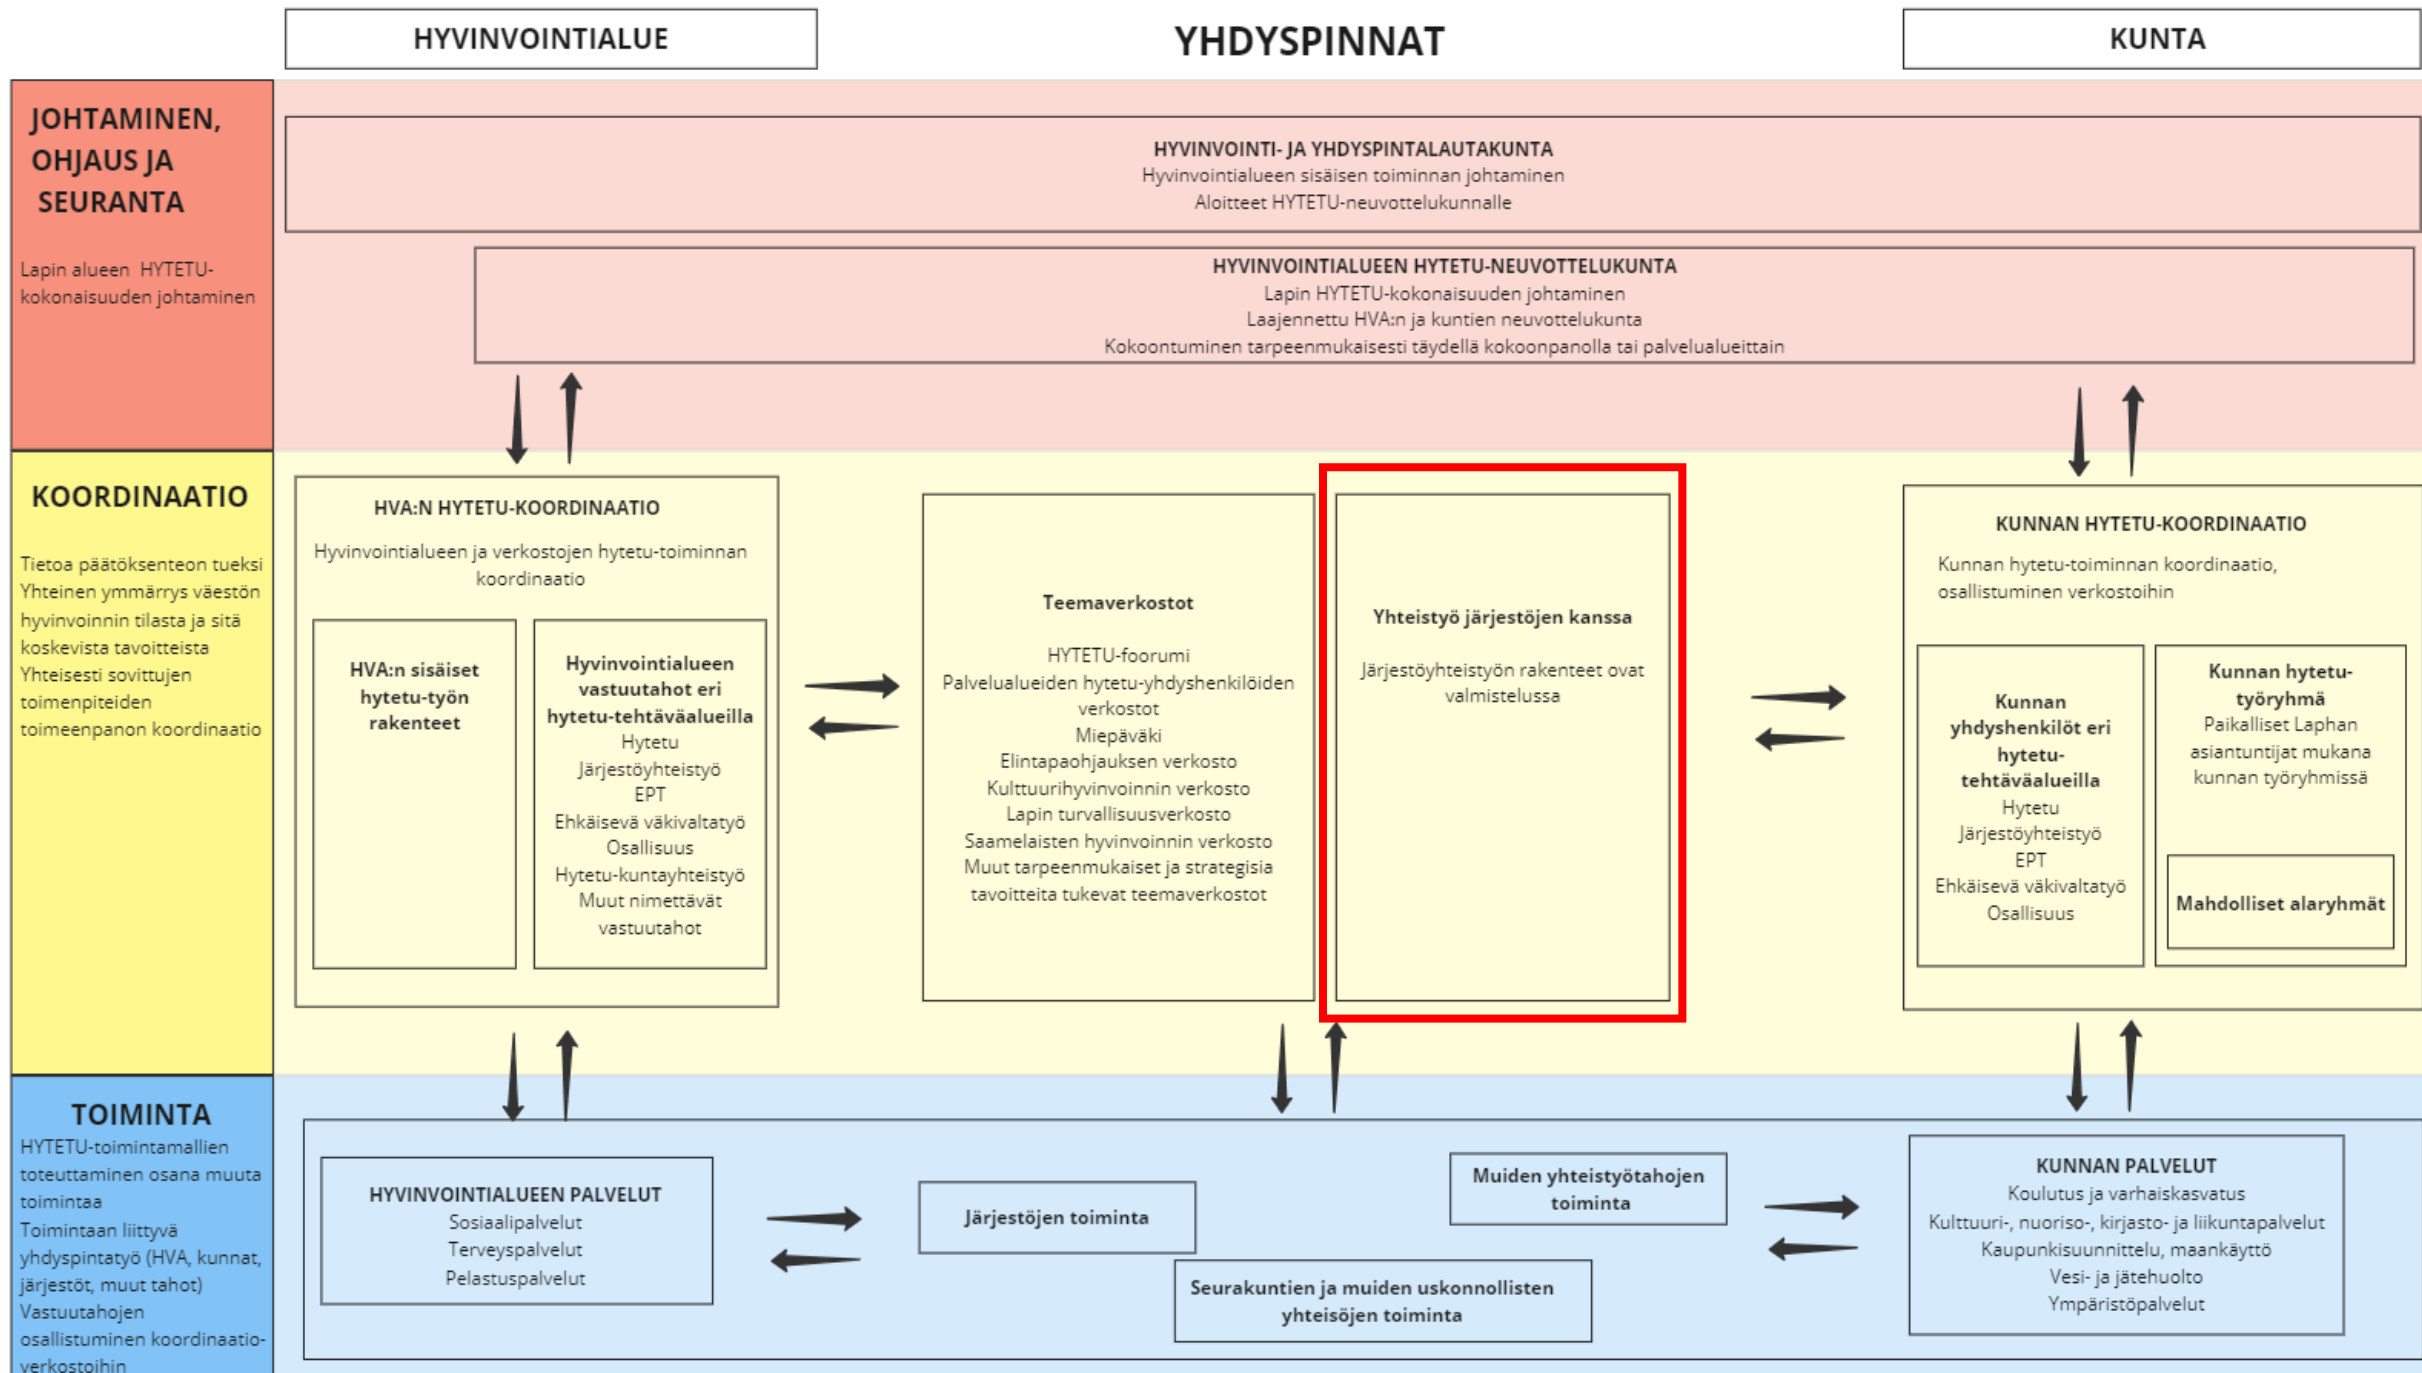 HYVINVOINTIALUE
YHDYSPINNAT
KUNTA
JOHTAMINEN,
OHJAUS JA
SEURANTA
Lapin alueen HYTETU-
kokonaisuuden johtaminen
HYVINVOINTI- JA YHDYSPINTALAUTAKUNTA
Hyvinvointialueen sisäisen toiminnan johtaminen
Aloitteet HYTETU-neuvottelukunnalle
HYVINVOINTIALUEEN HYTETU-NEUVOTTELUKUNTA
Lapin HYTETU-kokonaisuuden johtaminen
Laajennettu HVA:n ja kuntien neuvottelukunta
Kokoontuminen tarpeenmukaisesti täydellä kokoonpanolla tai palvelualueittain
KOORDINAATIO
Tietoa päätöksenteon tueksi
Yhteinen ymmärrys väestön
hyvinvoinnin tilasta ja sitä
koskevista tavoitteista
Yhteisesti sovittujen
toimenpiteiden
toimeenpanon koordinaatio
HVA:N HYTETU-KOORDINAATIO
Hyvinvointialueen ja verkostojen hytetu-toiminnan
koordinaatio
HVA:n sisäiset
hytetu-työn
rakenteet
Hyvinvointialueen
vastuutahot eri
hytetu-tehtäväalueilla
Hytetu
Järjestöyhteistyö
EPT
Ehkäisevä väkivaltatyö
Osallisuus
Hytetu-kuntayhteistyö
Muut nimettävät
vastuutahot
Teemaverkostot
HYTETU-foorumi
Palvelualueiden hytetu-yhdyshenkilöiden
verkostot
Miepäväki
Elintapaohjauksen verkosto
Kulttuurihyvinvoinnin verkosto
Lapin turvallisuusverkosto
Saamelaisten hyvinvoinnin verkosto
Muut tarpeenmukaiset ja strategisia
tavoitteita tukevat teemaverkostot
Yhteistyö järjestöjen kanssa
Järjestöyhteistyön rakenteet ovat
valmistelussa
KUNNAN HYTETU-KOORDINAATIO
Kunnan hytetu-toiminnan koordinaatio,
osallistuminen verkostoihin
Kunnan
yhdyshenkilöt eri
hytetu-
tehtäväalueilla
Hytetu
Järjestöyhteistyö
EPT
Ehkäisevä väkivaltatyö
Osallisuus
Kunnan hytetu-
työryhmä
Paikalliset Laphan
asiantuntijat mukana
kunnan työryhmissä
Mahdolliset alaryhmät
TOIMINTA
HYTETU-toimintamallien
toteuttaminen osana muuta
toimintaa
Toimintaan liittyvä
yhdyspintatyö (HVA, kunnat,
järjestöt, muut tahot)
Vastuutahojen
osallistuminen koordinaatio-
verkostoihin
HYVINVOINTIALUEEN PALVELUT
Sosiaalipalvelut
Terveyspalvelut
Pelastuspalvelut
Järjestöjen toiminta
Muiden yhteistyötahojen
toiminta
Seurakuntien ja muiden uskonnollisten
yhteisöjen toiminta
KUNNAN PALVELUT
Koulutus ja varhaiskasvatus
Kulttuuri-, nuoriso-, kirjasto- ja liikuntapalvelut
Kaupunkisuunnittelu, maankäyttö
Vesi- ja jätehuolto
Ympäristöpalvelut